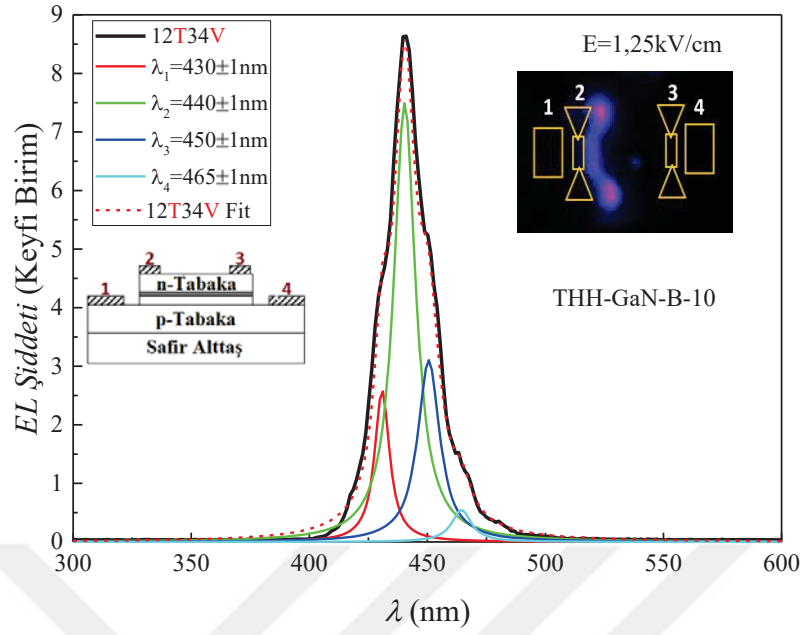 EL Şiddeti (Keyfi Birim)
9
8
7
6
5
4
3
2
1
0
12T34V
λ₁=430±1nm
λ₂=440±1nm
λ₃=450±1nm
λ₄=465±1nm
12T34V Fit
E=1,25kV/cm
1 2 3 4
2 3
1 n-Tabaka 4
p-Tabaka
Safir Alttaş
THH-GaN-B-10
300 350 400 450 500 550 600
λ (nm)